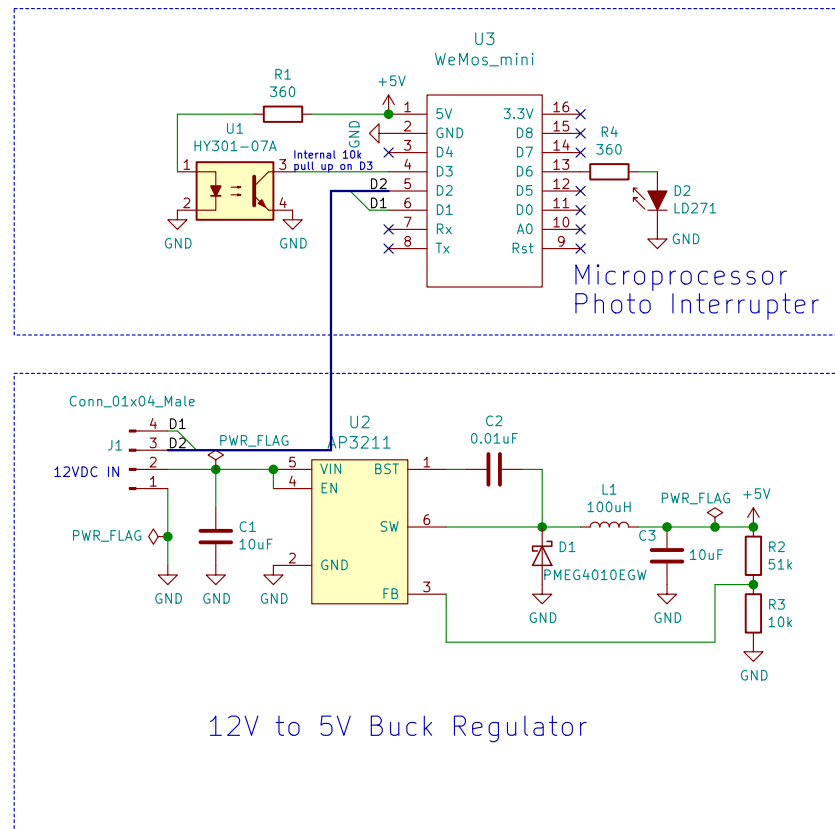 U3
WeMos_mini
R1
360
+5V
U1
HY301-07A
Internal 10k
pull up on D3
GND
1
2
3
4
GND
GND
D2
D1
1 5V
2 GND
3 D4
4 D3
5 D2
6 D1
7 Rx
8 Tx
3.3V 16
D8 15
D7 14
D6 13
D5 12
D0 11
A0 10
Rst 9
R4
360
D2
LD271
GND
Microprocessor
Photo Interrupter
Conn_01x04_Male
J1
4 D1
3 D2
2
1
12VDC IN
PWR_FLAG
PWR_FLAG
GND
C1
10uF
GND
GND
U2
AP3211
5 VIN
4 EN
2 GND
BST 1
SW 6
FB 3
C2
0.01uF
D1
PMEG4010EGW
GND
L1
100uH
PWR_FLAG
+5V
C3
10uF
GND
R2
51k
R3
10k
GND
12V to 5V Buck Regulator